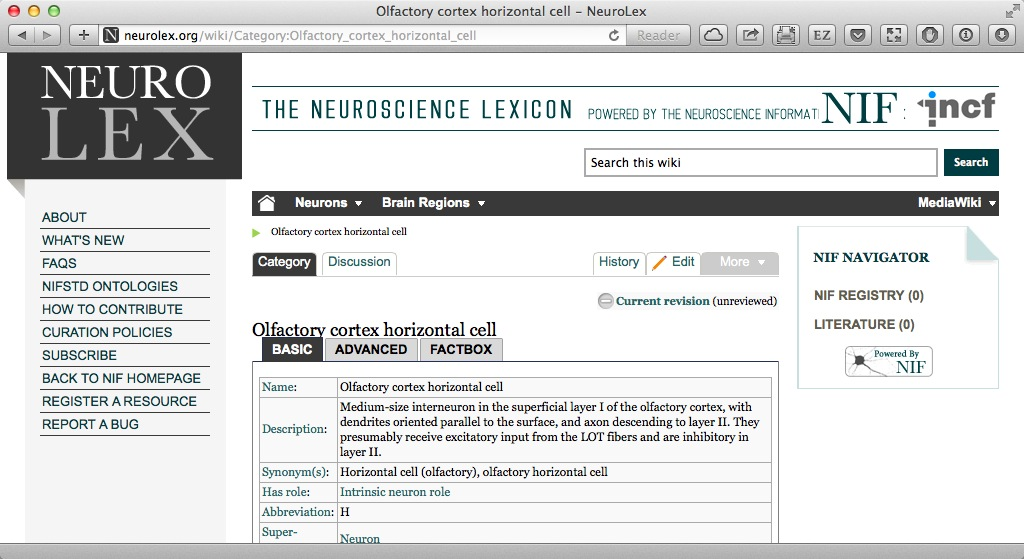 Olfactory cortex horizontal cell – NeuroLex
neurolex.org/wiki/Category:Olfactory_cortex_horizontal_cell
Reader
EZ
NEURO
LEX
THE NEUROSCIENCE LEXICON POWERED BY THE NEUROSCIENCE INFORMATI NIF : incf
Search this wiki
Search
Neurons
Brain Regions
MediaWiki
ABOUT
WHAT'S NEW
FAQS
NIFSTD ONTOLOGIES
HOW TO CONTRIBUTE
CURATION POLICIES
SUBSCRIBE
BACK TO NIF HOMEPAGE
REGISTER A RESOURCE
REPORT A BUG
Olfactory cortex horizontal cell
Category
Discussion
History
Edit
More
Current revision (unreviewed)
Olfactory cortex horizontal cell
BASIC
ADVANCED
FACTBOX
Name: Olfactory cortex horizontal cell
Description: Medium-size interneuron in the superficial layer I of the olfactory cortex, with
dendrites oriented parallel to the surface, and axon descending to layer II. They
presumably receive excitatory input from the LOT fibers and are inhibitory in
layer II.
Synonym(s): Horizontal cell (olfactory), olfactory horizontal cell
Has role: Intrinsic neuron role
Abbreviation: H
Super- Neuron
NIF NAVIGATOR
NIF REGISTRY (0)
LITERATURE (0)
Powered By
NIF